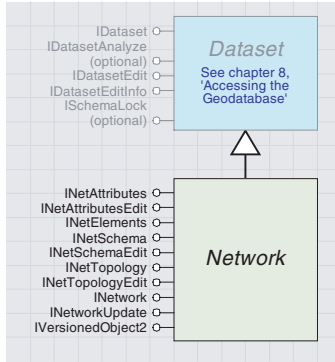 IDataset
IDatasetAnalyze
(optional)
IDatasetEdit
IDatasetEditInfo
ISchemaLock
(optional)
Dataset
See chapter 8,
'Accessing the
Geodatabase'
INetAttributes
INetAttributesEdit
INetElements
INetSchema
INetSchemaEdit
INetTopology
INetTopologyEdit
INetwork
INetworkUpdate
IVersionedObject2
Network